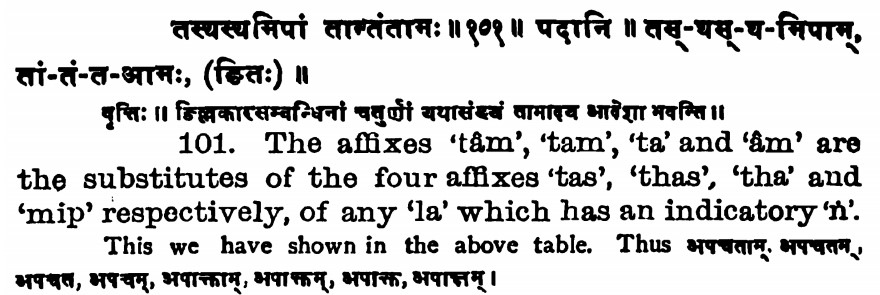 तस्थस्थमिपां तान्तंतामः ॥ १०१ ॥ पदानि ॥ तस्-थस्-थ-मिपाम्,
तां-तं-त-आमः, (ङितः) ॥
वृत्तिः ॥ ङिल्लकारसम्बन्धिनां चतुर्णां यथासंख्यं तामादय आदेशा भवन्ति ॥
101. The affixes ‘tâm’, ‘tam’, ‘ta’ and ‘âm’ are
the substitutes of the four affixes ‘tas’, ‘thas’, ‘tha’ and
‘mip’ respectively, of any ‘la’ which has an indicatory ‘ṅ’.
This we have shown in the above table. Thus अपचताम्, अपचतम्,
अपचत, अपचम्, अपाक्ताम्, अपाक्तम्, अपाक्त, अपाक्षम् ।